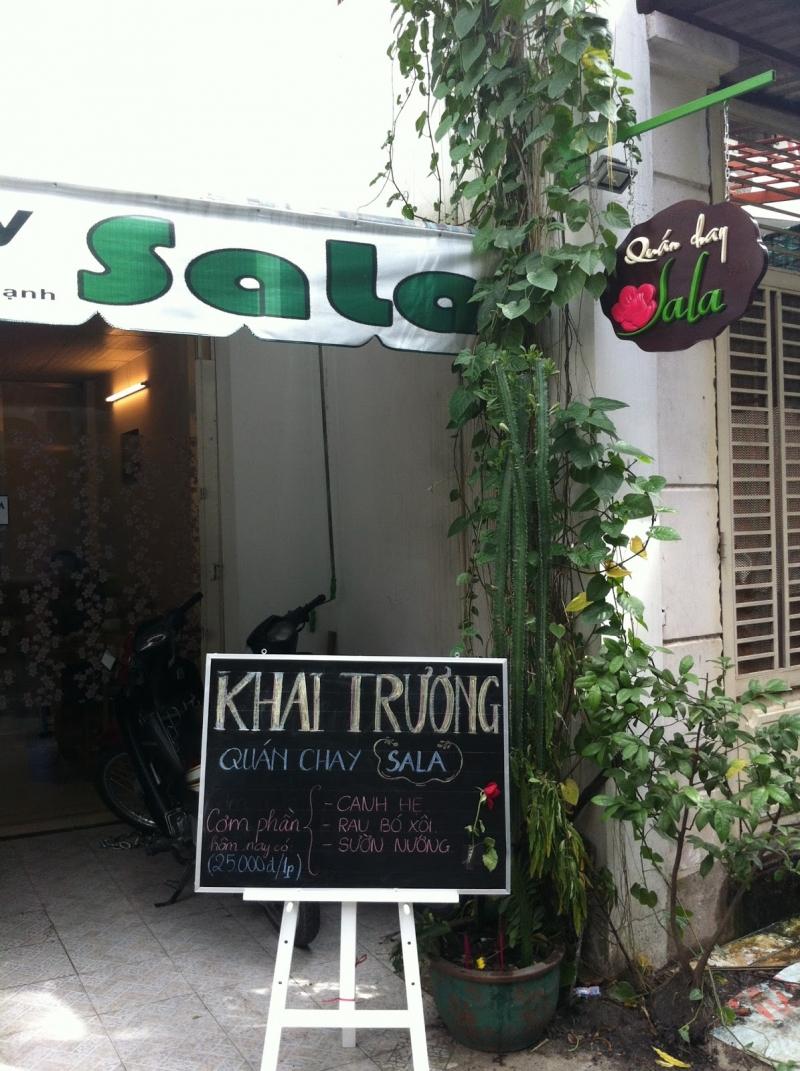 ạnh
Sala
Quán chay
Sala
KHAI TRƯƠNG
QUÁN CHAY SALA
Cơm phần
hôm nay có
(25.000đ/1p)
- CANH HẸ
- RAU BÓ XÔI.
- SƯỜN NƯỚNG